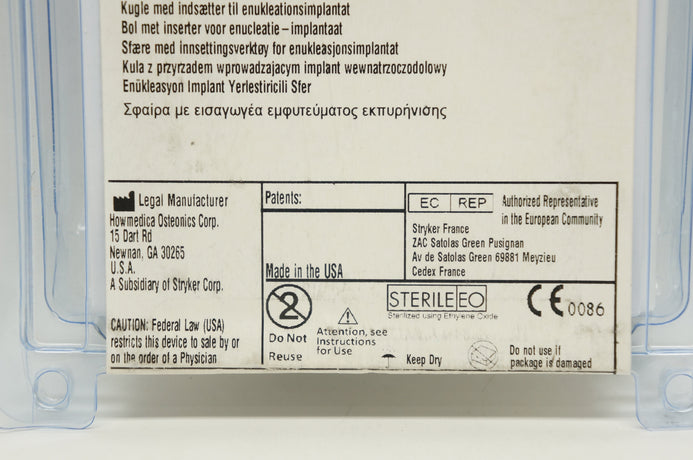 Kugle med indsætter til enukleationsimplantat
Bol met inserter voor enucleatie – implantaat
Sfære med innsettingsverktøy for enukleasjonsimplantat
Kula z przyrzadem wprowadzajacym implant wewnatrzoczodolowy
Enükleasyon Implant Yerlestiricili Sfer
Σφαίρα με εισαγωγέα εμφυτεύματος εκπυρήνισης
Legal Manufacturer
Howmedica Osteonics Corp.
15 Dart Rd
Newnan, GA 30265
U.S.A.
A Subsidiary of Stryker Corp.
CAUTION: Federal Law (USA)
restricts this device to sale by or
on the order of a Physician
Patents:
Made in the USA
EC REP
Authorized Representative
in the European Community
Stryker France
ZAC Satolas Green Pusignan
Av de Satolas Green 69881 Meyzieu
Cedex France
2
Do Not
Reuse
Attention, see
Instructions
for Use
STERILE EO
Sterilized using Ethylene Oxide
Keep Dry
CE 0086
Do not use if
package is damaged